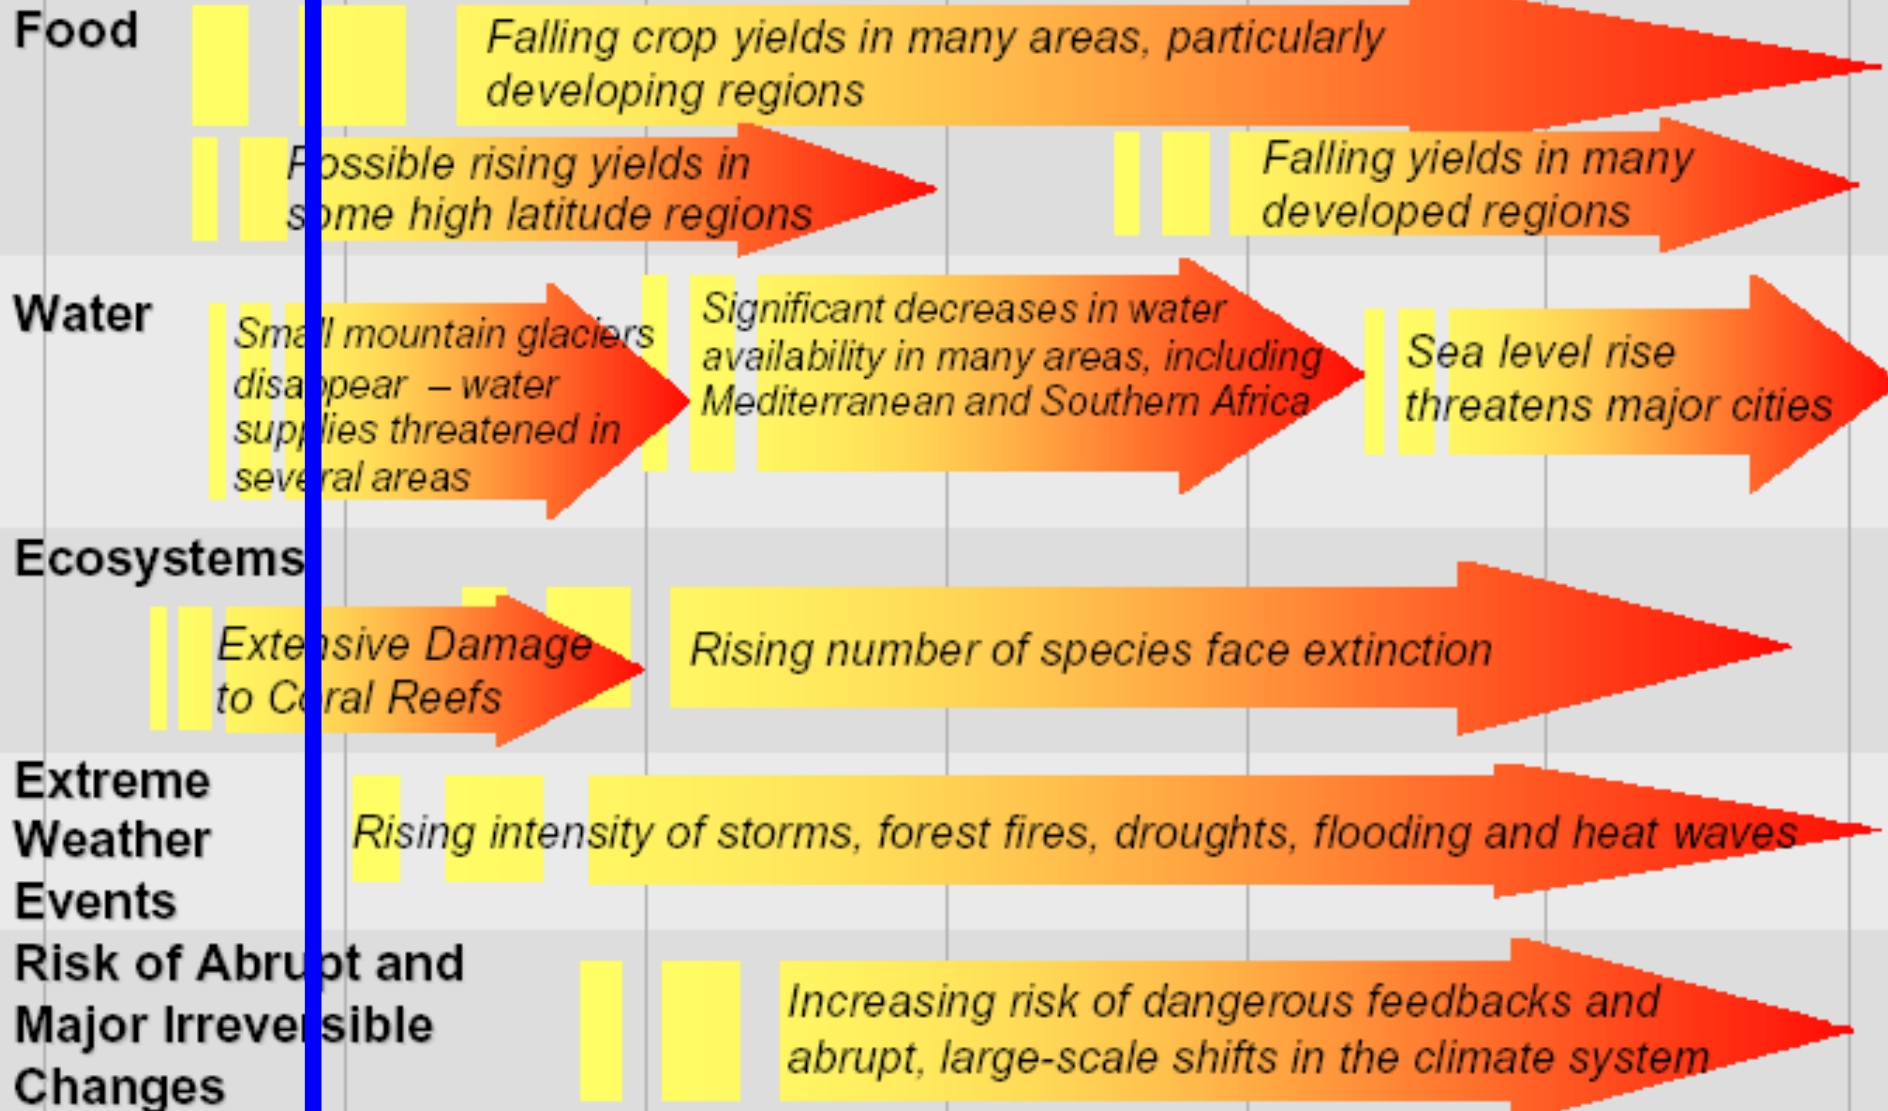 Food
Falling crop yields in many areas, particularly
developing regions
Possible rising yields in
some high latitude regions
Falling yields in many
developed regions
Water
Small mountain glaciers
disappear – water
supplies threatened in
several areas
Significant decreases in water
availability in many areas, including
Mediterranean and Southern Africa
Sea level rise
threatens major cities
Ecosystems
Extensive Damage
to Coral Reefs
Rising number of species face extinction
Extreme
Weather
Events
Rising intensity of storms, forest fires, droughts, flooding and heat waves
Risk of Abrupt and
Major Irreversible
Changes
Increasing risk of dangerous feedbacks and
abrupt, large-scale shifts in the climate system